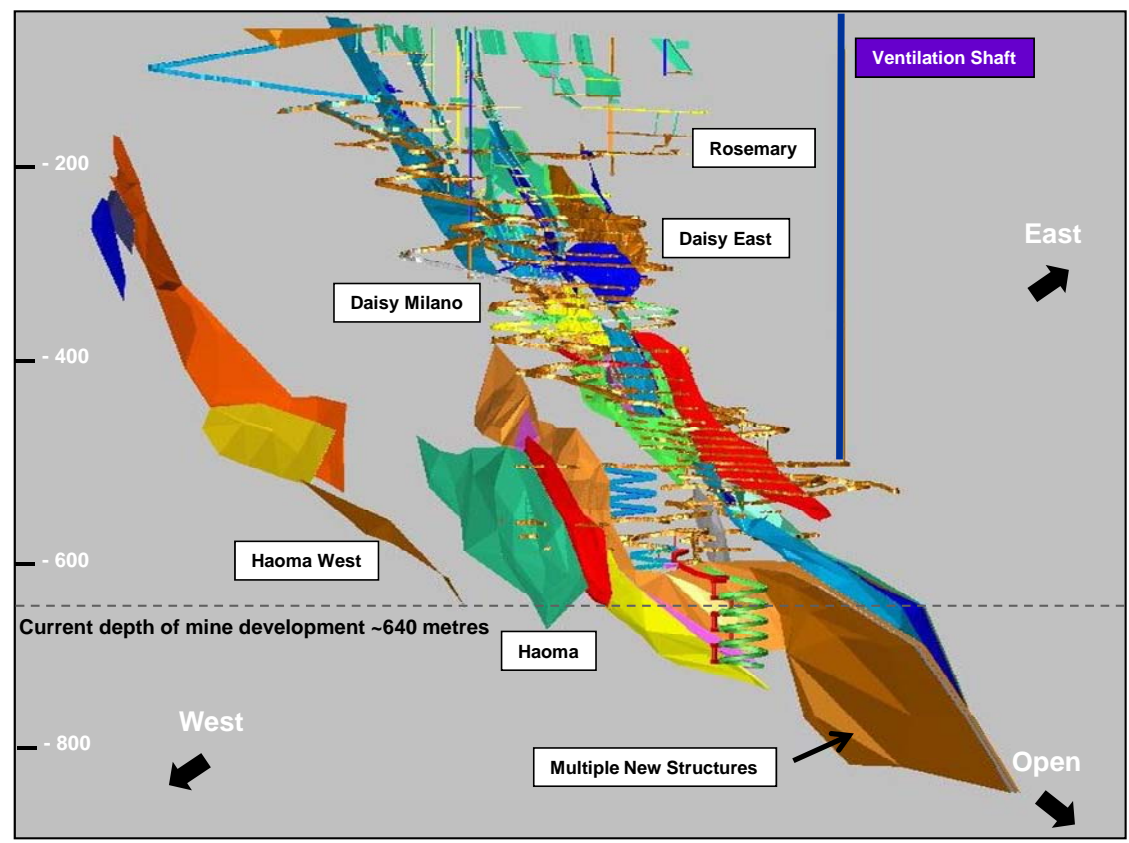 Ventilation Shaft
Rosemary
- 200
Daisy East
East
Daisy Milano
- 400
Haoma West
- 600
Current depth of mine development ~640 metres
Haoma
West
- 800
Multiple New Structures
Open